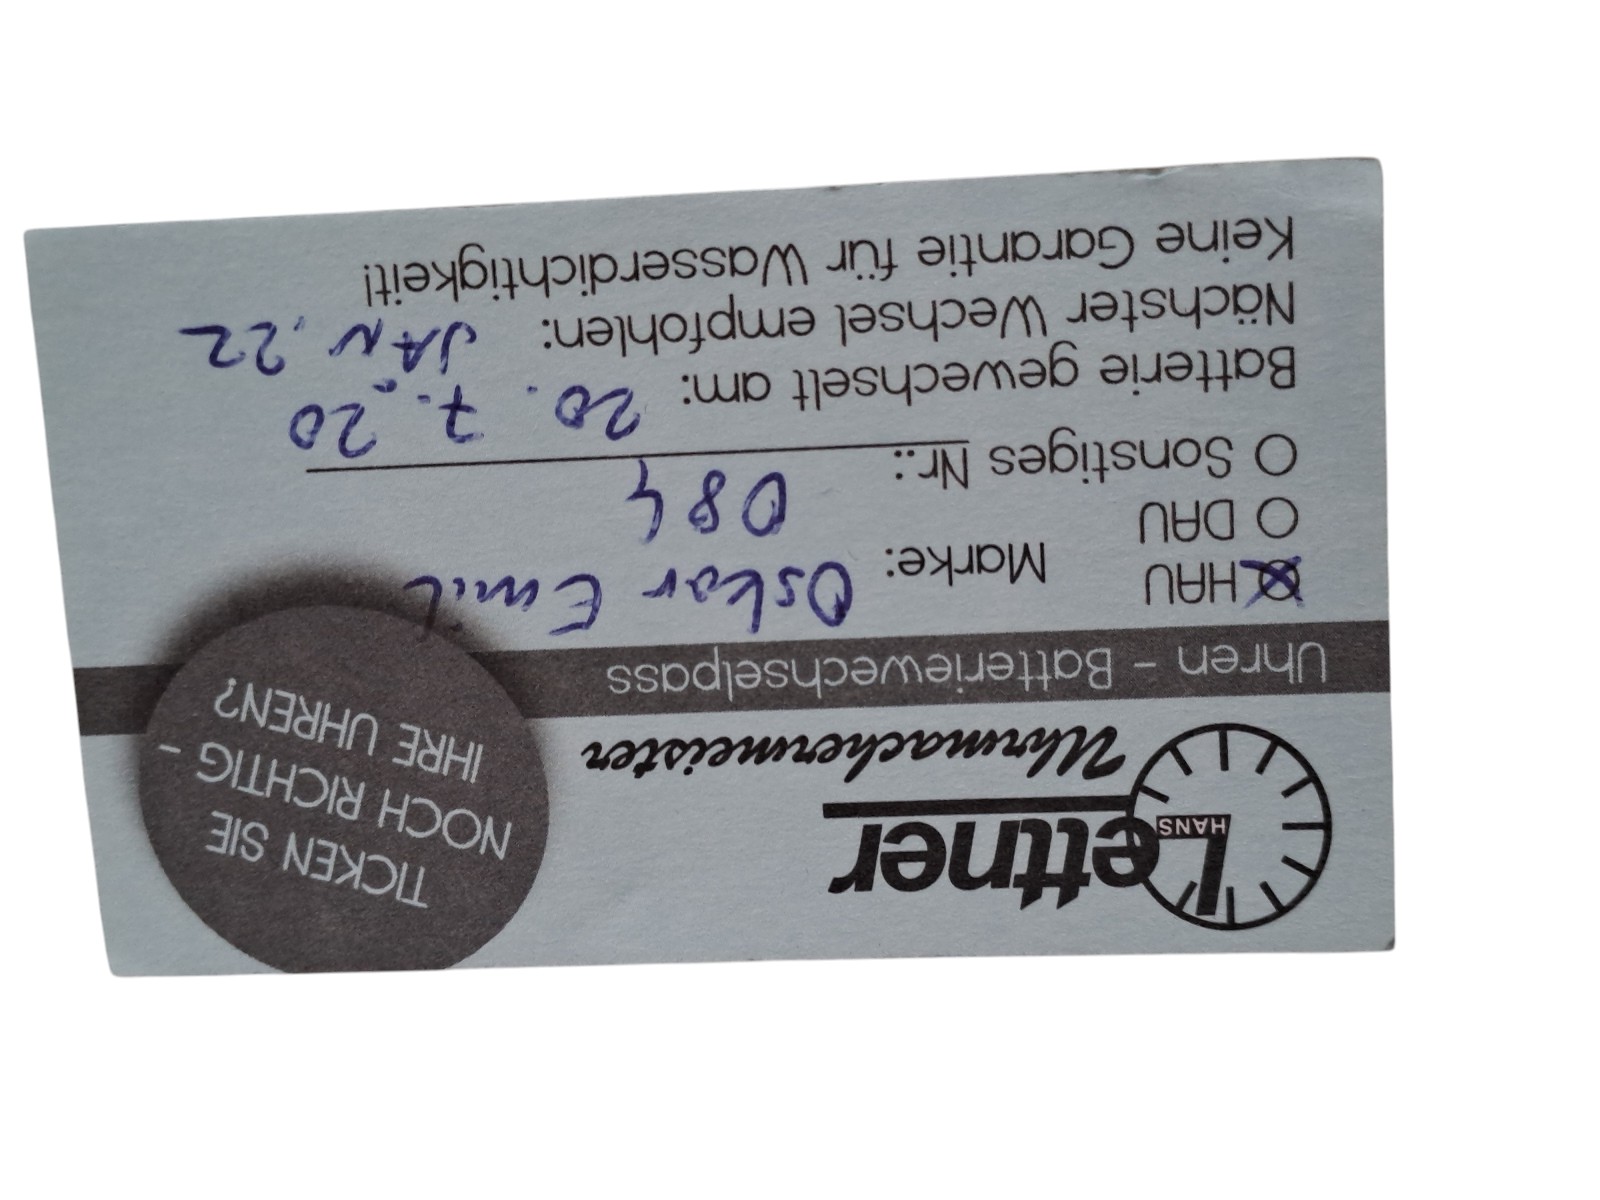 HANS
Lettner
Uhrmachermeister
TICKEN SIE
NOCH RICHTIG -
IHRE UHREN?
Uhren - Batteriewechselpass
HAU Marke: Oskar Emil
O DAU 084
O Sonstiges Nr.:
Batterie gewechselt am: 20. 7. 20
Nächster Wechsel empfohlen: JAN. 22
Keine Garantie für Wasserdichtigkeit!